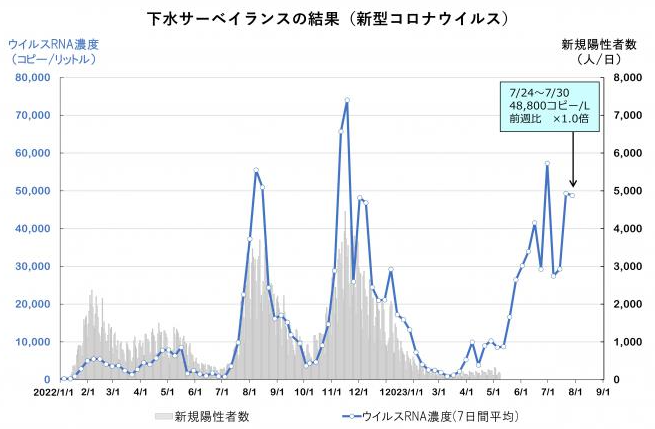 下水サーベイランスの結果（新型コロナウイルス）
ウイルスRNA濃度
（コピー/リットル）
新規陽性者数
（人/日）
7/24～7/30
48,800コピー/L
前週比　×1.0倍
80,000
70,000
60,000
50,000
40,000
30,000
20,000
10,000
0
8,000
7,000
6,000
5,000
4,000
3,000
2,000
1,000
0
2022/1/1 2/1 3/1 4/1 5/1 6/1 7/1 8/1 9/1 10/1 11/1 12/1 2023/1/1 2/1 3/1 4/1 5/1 6/1 7/1 8/1 9/1
新規陽性者数 ウイルスRNA濃度(7日間平均)